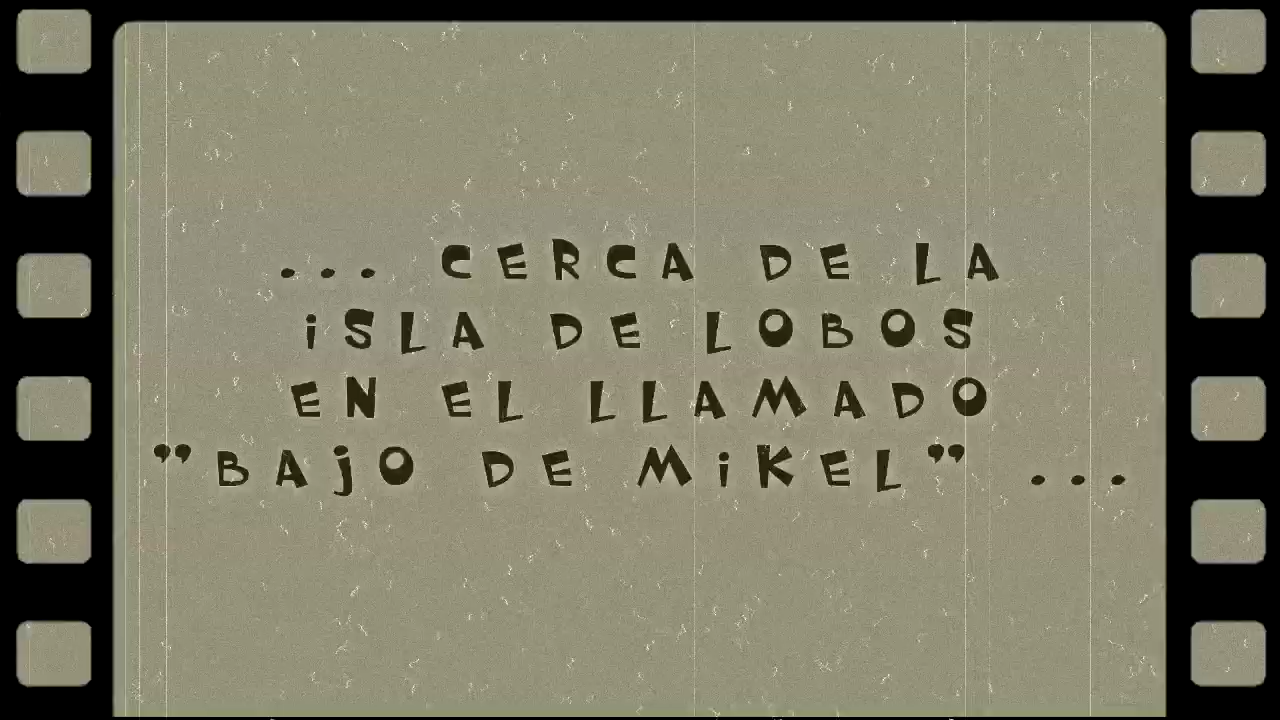 ... CERCA DE LA
iSLA DE LOBOS
EN EL LLAMADO
”BAjO DE MiKEL” ...